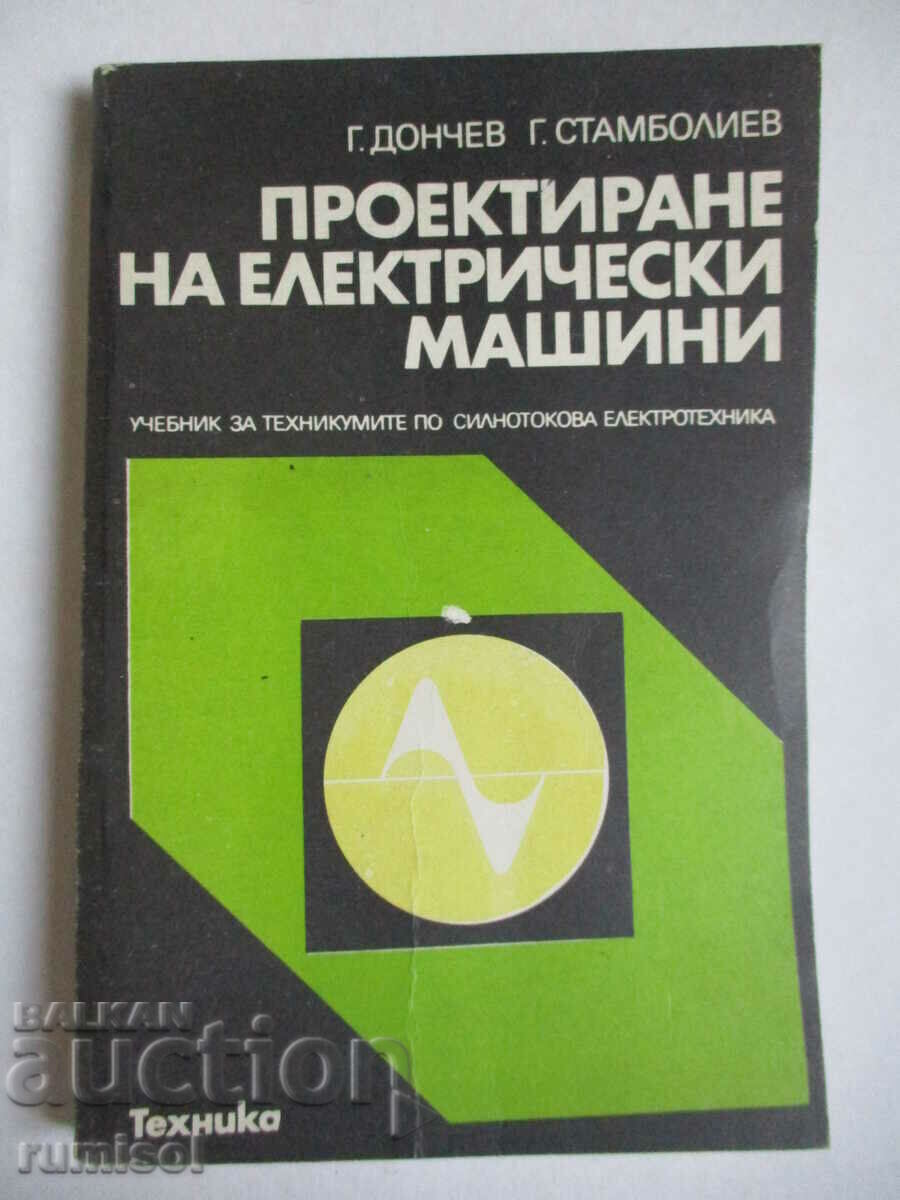 Г. ДОНЧЕВ Г. СТАМБОЛИЕВ
ПРОЕКТИРАНЕ
НА ЕЛЕКТРИЧЕСКИ
МАШИНИ
УЧЕБНИК ЗА ТЕХНИКУМИТЕ ПО СИЛНОТОКОВА ЕЛЕКТРОТЕХНИКА
BALKAN
auction
Техника
rumisol